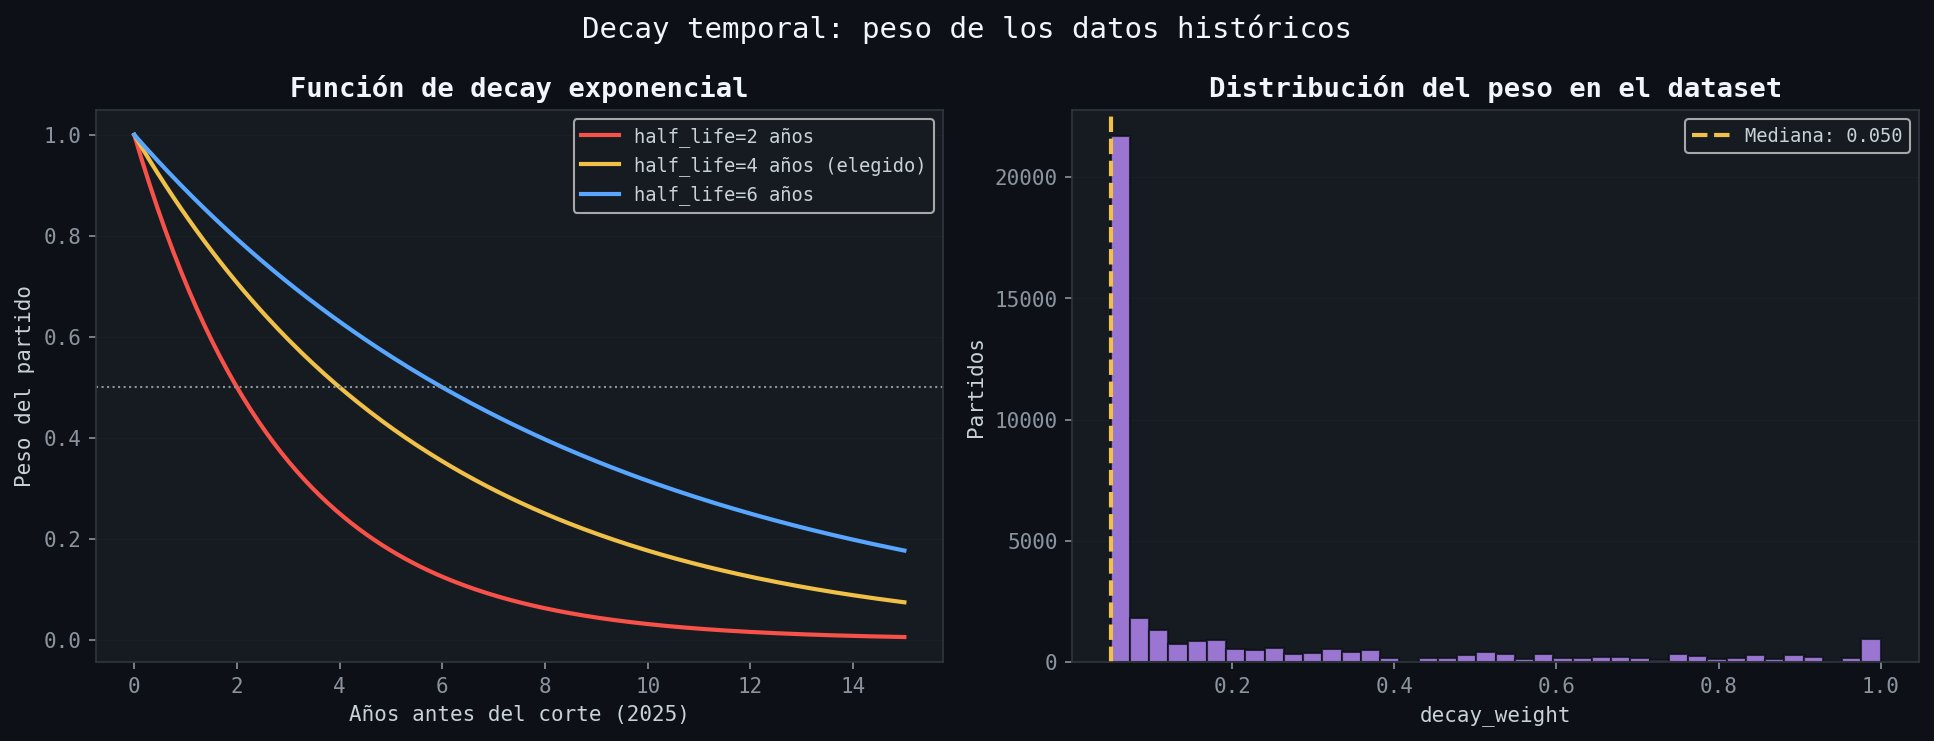 Decay temporal: peso de los datos históricos
Función de decay exponencial
half_life=2 años
half_life=4 años (elegido)
half_life=6 años
Peso del partido
1.0
0.8
0.6
0.4
0.2
0.0
0 2 4 6 8 10 12 14
Años antes del corte (2025)
Distribución del peso en el dataset
Mediana: 0.050
Partidos
20000
15000
10000
5000
0
0.2 0.4 0.6 0.8 1.0
decay_weight